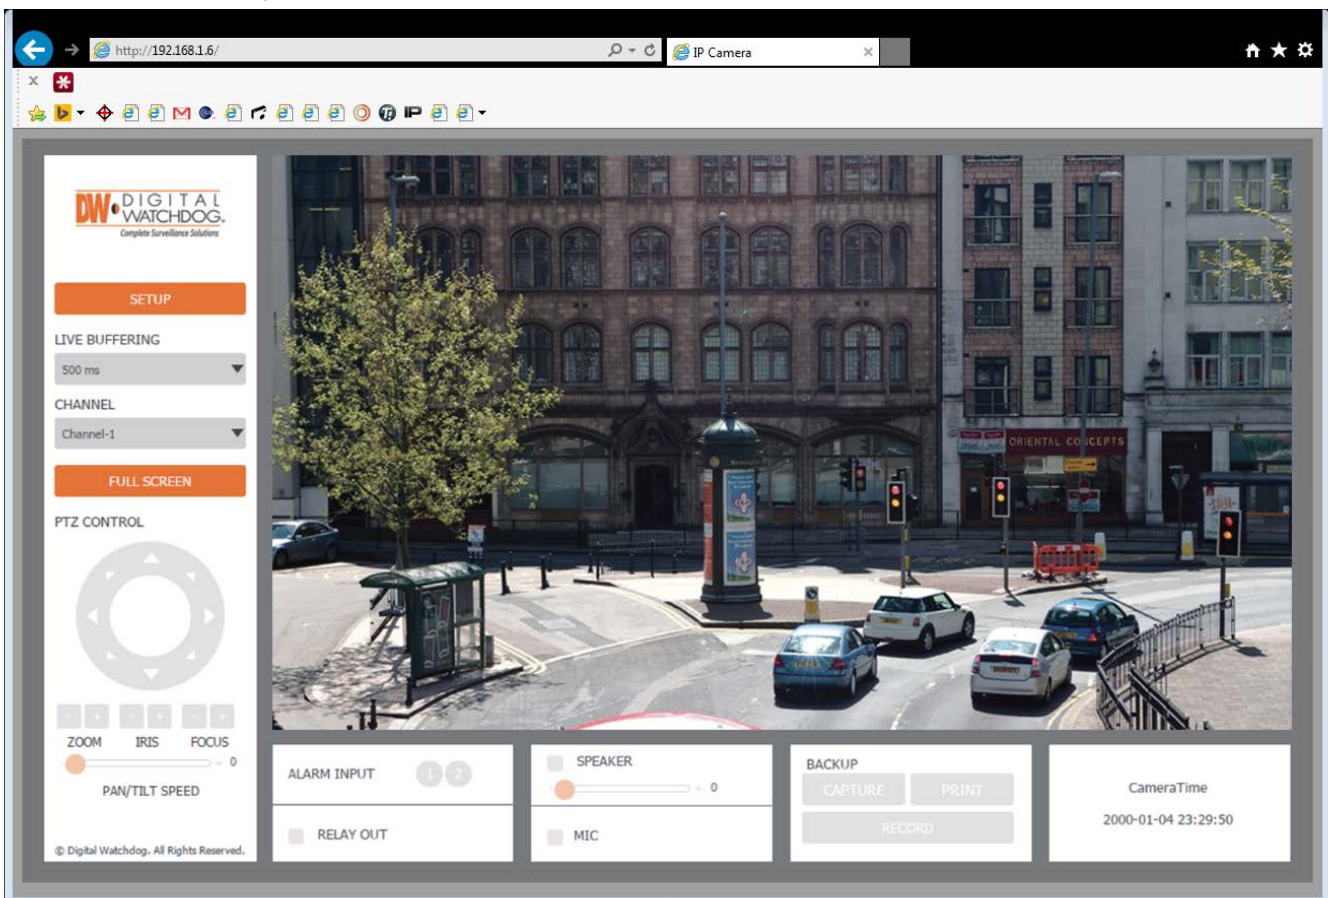 http://192.168.1.6/
IP Camera
DW DIGITAL
WATCHDOG.
Complete Surveillance Solutions
SETUP
LIVE BUFFERING
500 ms
CHANNEL
Channel-1
FULL SCREEN
PTZ CONTROL
- + - + - +
ZOOM IRIS FOCUS
0
PAN/TILT SPEED
© Digital Watchdog. All Rights Reserved.
ORIENTAL CONCEPTS
ALARM INPUT 1 2
RELAY OUT
SPEAKER
0
MIC
BACKUP
CAPTURE PRINT
RECORD
CameraTime
2000-01-04 23:29:50